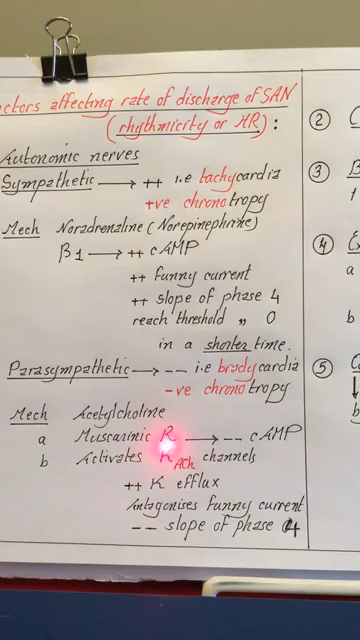 actors affecting rate of discharge of SAN
(rhythmicity or HR):
Autonomic nerves
Sympathetic → ++ i.e tachycardia
+ve chronotropy
Mech Noradrenaline (Norepinephrine)
β1 → ++ cAMP
++ funny current
++ slope of phase 4
reach threshold „ 0
in a shorter time.
Parasympathetic → -- i.e bradycardia
-ve chronotropy
Mech Acetylcholine
a Muscarinic R → -- cAMP
b Activates K ACh channels
++ K efflux
Antagonises funny current
-- slope of phase 4
②
③
④
a
b
⑤